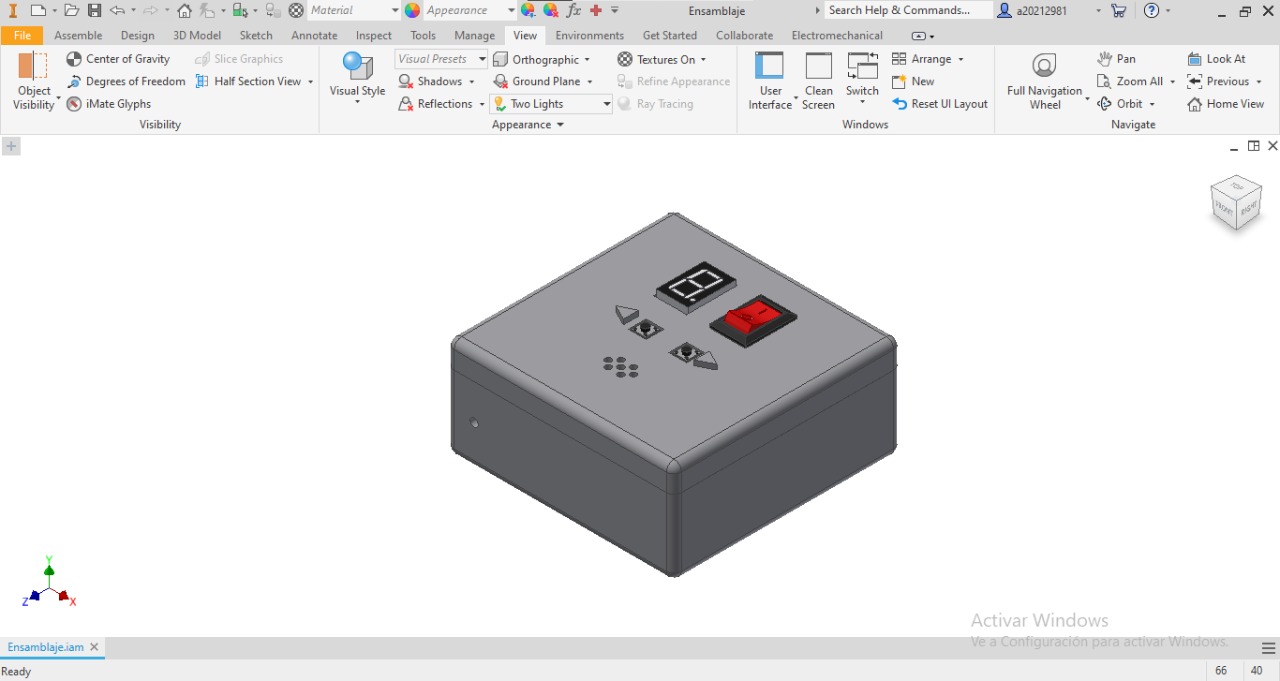 Material Appearance fx Ensamblaje Search Help & Commands... a20212981
File Assemble Design 3D Model Sketch Annotate Inspect Tools Manage View Environments Get Started Collaborate Electromechanical
Object Visibility
Center of Gravity Slice Graphics
Degrees of Freedom Half Section View
iMate Glyphs
Visibility
Visual Style
Visual Presets Orthographic Textures On
Shadows Ground Plane Refine Appearance
Reflections Two Lights Ray Tracing
Appearance
User Interface Clean Screen Switch
Arrange
New
Reset UI Layout
Windows
Full Navigation Wheel
Pan Look At
Zoom All Previous
Orbit Home View
Navigate
TOP
FRONT RIGHT
Y
Z X
Activar Windows
Ve a Configuración para activar Windows.
Ensamblaje.iam
Ready 66 40